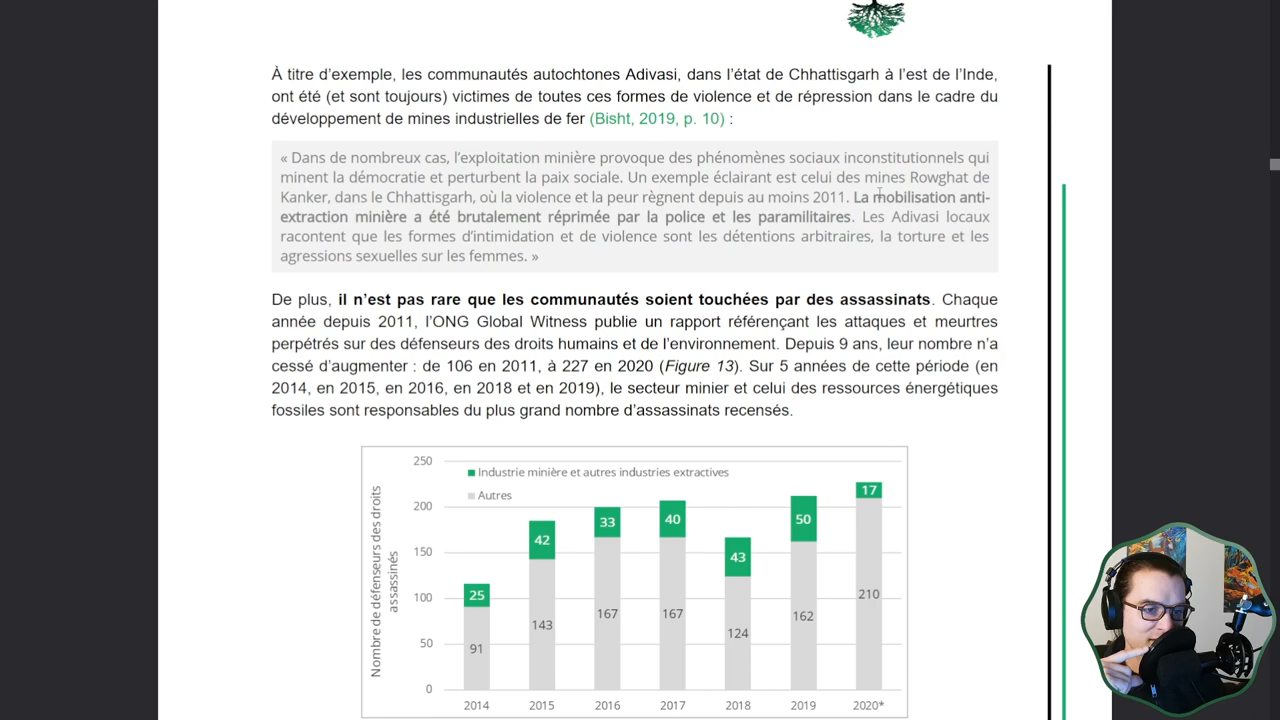 À titre d’exemple, les communautés autochtones Adivasi, dans l’état de Chhattisgarh à l’est de l’Inde,
ont été (et sont toujours) victimes de toutes ces formes de violence et de répression dans le cadre du
développement de mines industrielles de fer (Bisht, 2019, p. 10) :
« Dans de nombreux cas, l’exploitation minière provoque des phénomènes sociaux inconstitutionnels qui
minent la démocratie et perturbent la paix sociale. Un exemple éclairant est celui des mines Rowghat de
Kanker, dans le Chhattisgarh, où la violence et la peur règnent depuis au moins 2011. La mobilisation anti-
extraction minière a été brutalement réprimée par la police et les paramilitaires. Les Adivasi locaux
racontent que les formes d’intimidation et de violence sont les détentions arbitraires, la torture et les
agressions sexuelles sur les femmes. »
De plus, il n’est pas rare que les communautés soient touchées par des assassinats. Chaque
année depuis 2011, l’ONG Global Witness publie un rapport référençant les attaques et meurtres
perpétrés sur des défenseurs des droits humains et de l’environnement. Depuis 9 ans, leur nombre n’a
cessé d’augmenter : de 106 en 2011, à 227 en 2020 (Figure 13). Sur 5 années de cette période (en
2014, en 2015, en 2016, en 2018 et en 2019), le secteur minier et celui des ressources énergétiques
fossiles sont responsables du plus grand nombre d’assassinats recensés.
Nombre de défenseurs des droits
assassinés
250
200
150
100
50
0
Industrie minière et autres industries extractives
Autres
25
42
33
40
43
50
17
91
143
167
167
124
162
210
2014
2015
2016
2017
2018
2019
2020*